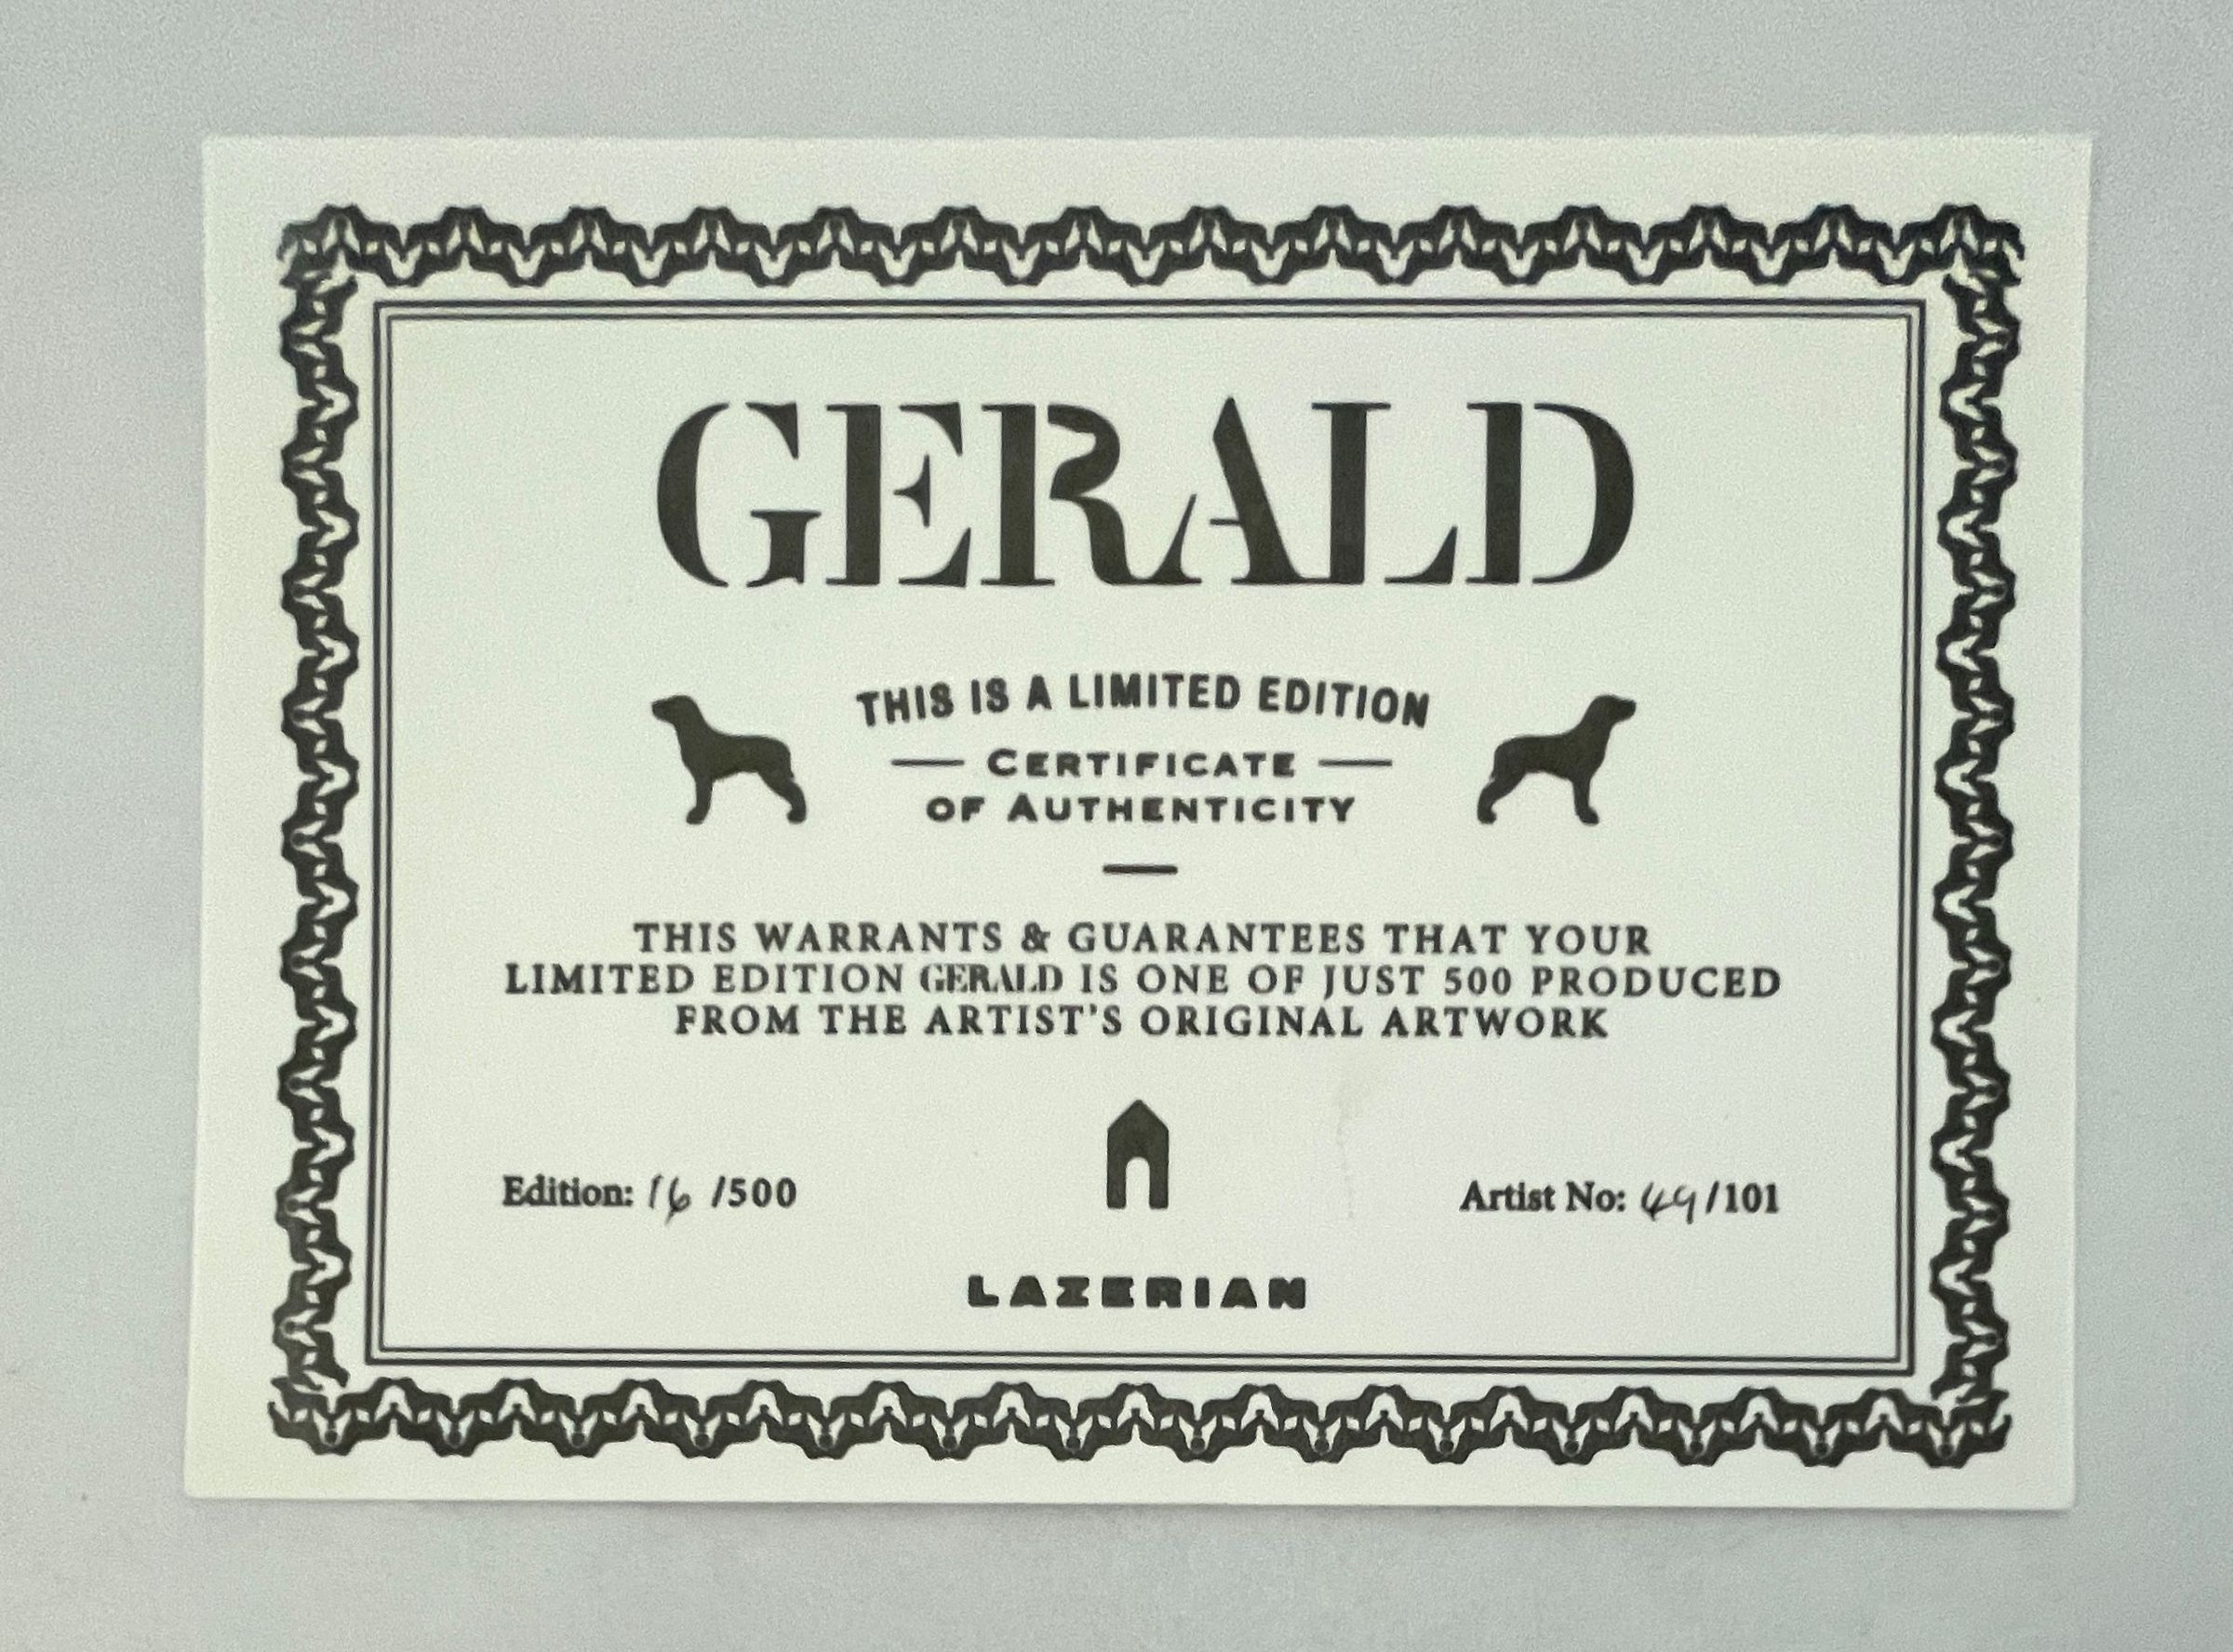 GERALD
THIS IS A LIMITED EDITION
CERTIFICATE
OF AUTHENTICITY
THIS WARRANTS & GUARANTEES THAT YOUR
LIMITED EDITION GERALD IS ONE OF JUST 500 PRODUCED
FROM THE ARTIST'S ORIGINAL ARTWORK
Edition: 16 /500
Artist No: 49/101
LAZERIAN